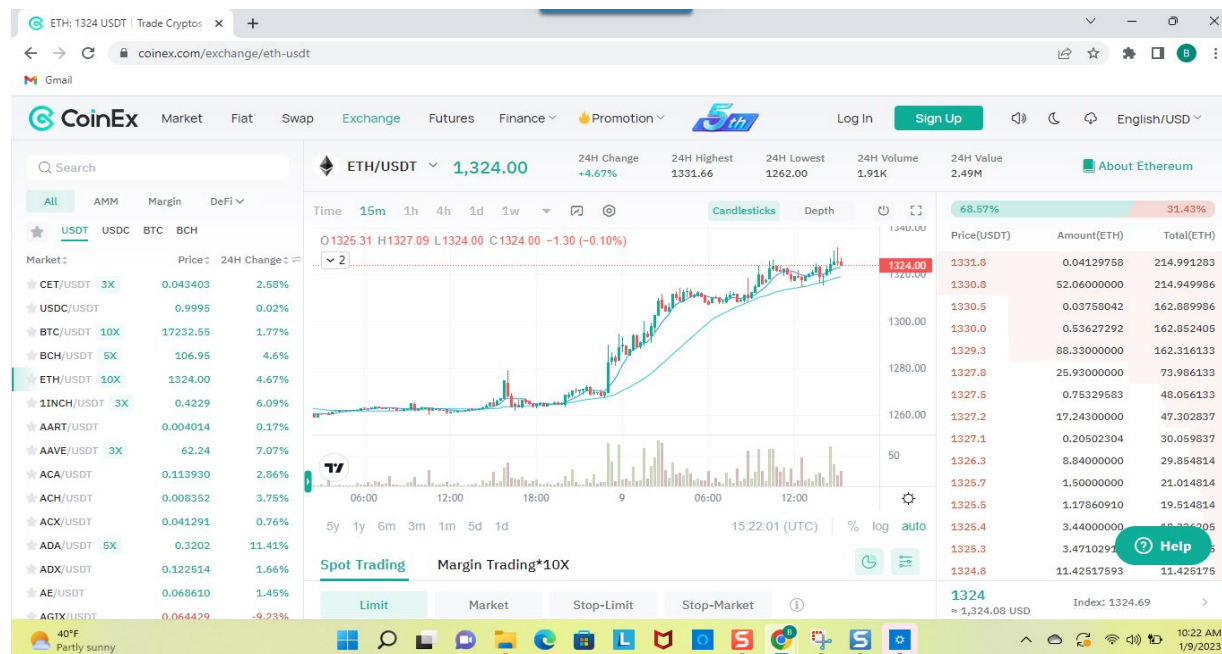 ETH: 1324 USDT | Trade Cryptos
coinex.com/exchange/eth-usdt
B
Gmail
CoinEx Market Fiat Swap Exchange Futures Finance Promotion 5th Log In Sign Up English/USD
Search
ETH/USDT 1,324.00
24H Change 24H Highest 24H Lowest 24H Volume 24H Value
+4.67% 1331.66 1262.00 1.91K 2.49M
About Ethereum
All AMM Margin DeFi
USDT USDC BTC BCH
Market Price 24H Change
CET/USDT 3X 0.043403 2.58%
USDC/USDT 0.9995 0.02%
BTC/USDT 10X 17232.55 1.77%
BCH/USDT 5X 106.95 4.6%
ETH/USDT 10X 1324.00 4.67%
1INCH/USDT 3X 0.4229 6.09%
AART/USDT 0.004014 0.17%
AAVE/USDT 3X 62.24 7.07%
ACA/USDT 0.113930 2.86%
ACH/USDT 0.008352 3.75%
ACX/USDT 0.041291 0.76%
ADA/USDT 5X 0.3202 11.41%
ADX/USDT 0.122514 1.66%
AE/USDT 0.068610 1.45%
AGIX/USDT 0.064429 -9.23%
Time 15m 1h 4h 1d 1w Candlesticks Depth
O1325.31 H1327.09 L1324.00 C1324.00 −1.30 (−0.10%)
2
1340.00
1324.00
1320.00
1300.00
1280.00
1260.00
50
06:00 12:00 18:00 9 06:00 12:00
5y 1y 6m 3m 1m 5d 1d 15:22:01 (UTC) % log auto
Spot Trading Margin Trading*10X
Limit Market Stop-Limit Stop-Market
68.57% 31.43%
Price(USDT) Amount(ETH) Total(ETH)
1331.8 0.04129758 214.991283
1330.8 52.06000000 214.949986
1330.5 0.03758042 162.889986
1330.0 0.53627292 162.852405
1329.3 88.33000000 162.316133
1327.8 25.93000000 73.986133
1327.5 0.75329583 48.056133
1327.2 17.24300000 47.302837
1327.1 0.20502304 30.059837
1326.3 8.84000000 29.854814
1325.7 1.50000000 21.014814
1325.5 1.17860910 19.514814
1325.4 3.44000000
1325.3
Help
1324.8 11.42517593 11.425175
1324
≈ 1,324.08 USD
Index: 1324.69
40°F
Partly sunny
10:22 AM
1/9/2023